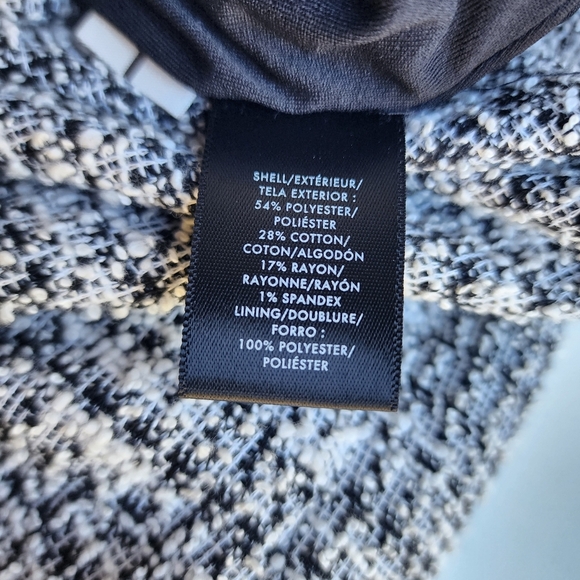 SHELL/EXTÉRIEUR/
TELA EXTERIOR :
54% POLYESTER/
POLIÉSTER
28% COTTON/
COTON/ALGODÓN
17% RAYON/
RAYONNE/RAYÓN
1% SPANDEX
LINING/DOUBLURE/
FORRO :
100% POLYESTER/
POLIÉSTER